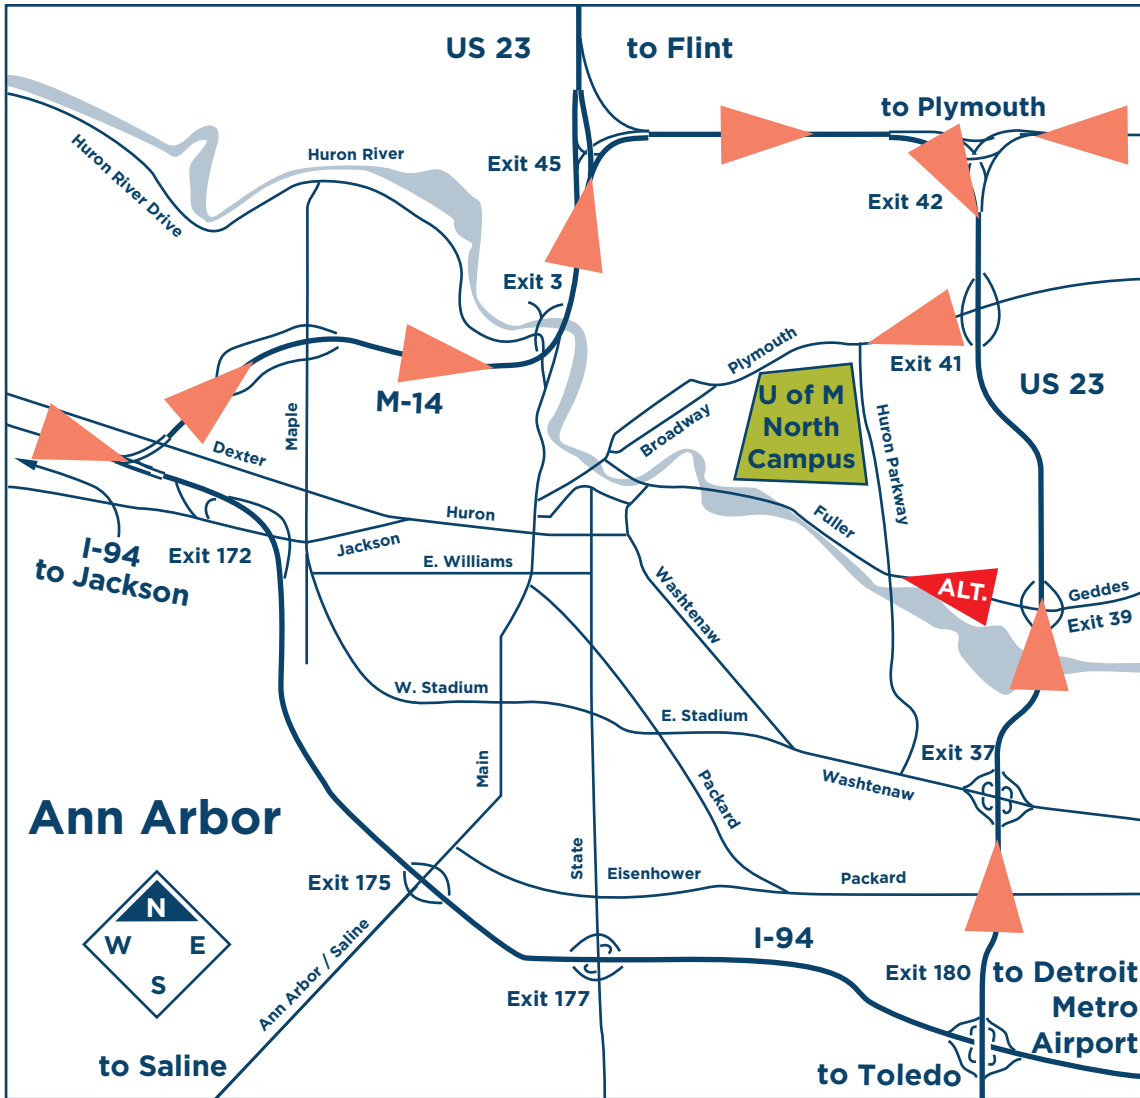 US 23
to Flint
to Plymouth
Huron River
Exit 45
Huron River Drive
Exit 42
Exit 3
Plymouth
Exit 41
US 23
M-14
U of M
North
Campus
Maple
Broadway
Huron Parkway
Dexter
Huron
Fuller
I-94
to Jackson
Exit 172
Jackson
E. Williams
Washtenaw
ALT.
Geddes
Exit 39
W. Stadium
E. Stadium
Main
Exit 37
Washtenaw
Packard
Ann Arbor
State
Exit 175
Eisenhower
Packard
N
W
E
S
Ann Arbor / Saline
I-94
Exit 177
Exit 180
to Detroit
Metro
Airport
to Saline
to Toledo